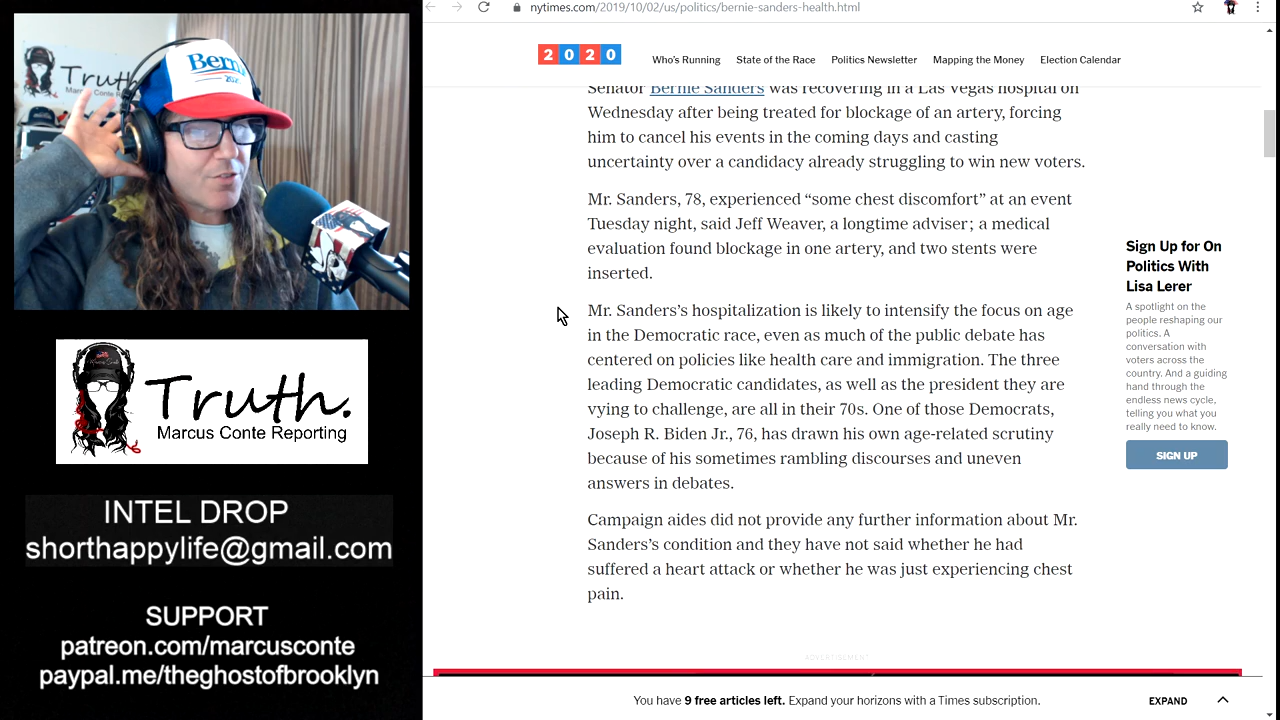 Truth.
Marcus Conte Re
Bernie
2020
Truth.
Marcus Conte Reporting
INTEL DROP
shorthappylife@gmail.com
SUPPORT
patreon.com/marcusconte
paypal.me/theghostofbrooklyn
nytimes.com/2019/10/02/us/politics/bernie-sanders-health.html
2020
Who's Running State of the Race Politics Newsletter Mapping the Money Election Calendar
Senator Bernie Sanders was recovering in a Las Vegas hospital on
Wednesday after being treated for blockage of an artery, forcing
him to cancel his events in the coming days and casting
uncertainty over a candidacy already struggling to win new voters.
Mr. Sanders, 78, experienced “some chest discomfort” at an event
Tuesday night, said Jeff Weaver, a longtime adviser; a medical
evaluation found blockage in one artery, and two stents were
inserted.
Mr. Sanders’s hospitalization is likely to intensify the focus on age
in the Democratic race, even as much of the public debate has
centered on policies like health care and immigration. The three
leading Democratic candidates, as well as the president they are
vying to challenge, are all in their 70s. One of those Democrats,
Joseph R. Biden Jr., 76, has drawn his own age-related scrutiny
because of his sometimes rambling discourses and uneven
answers in debates.
Campaign aides did not provide any further information about Mr.
Sanders’s condition and they have not said whether he had
suffered a heart attack or whether he was just experiencing chest
pain.
Sign Up for On
Politics With
Lisa Lerer
A spotlight on the
people reshaping our
politics. A
conversation with
voters across the
country. And a guiding
hand through the
endless news cycle,
telling you what you
really need to know.
SIGN UP
ADVERTISEMENT
You have 9 free articles left. Expand your horizons with a Times subscription.
EXPAND